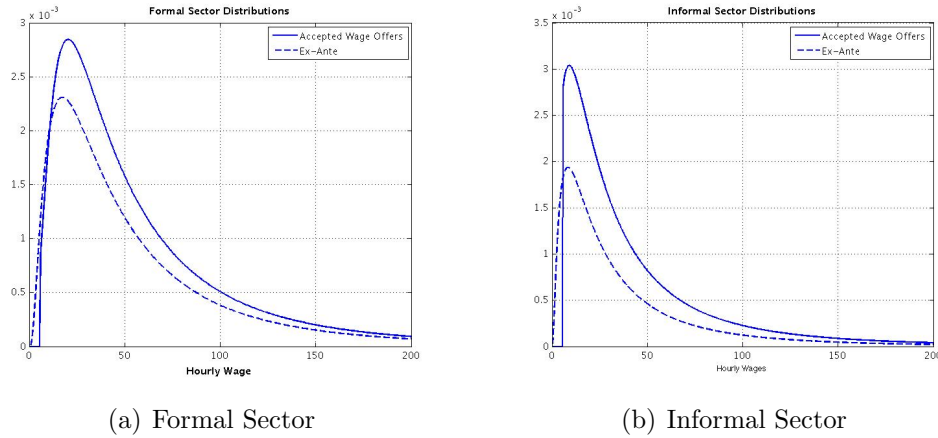 Formal Sector Distributions
x 10⁻³
3
2.5
2
1.5
1
0.5
0
0
50
100
150
200
Accepted Wage Offers
Ex-Ante
Hourly Wage
(a) Formal Sector
Informal Sector Distributions
x 10⁻³
3.5
3
2.5
2
1.5
1
0.5
0
0
50
100
150
200
Accepted Wage Offers
Ex-Ante
Hourly Wages
(b) Informal Sector